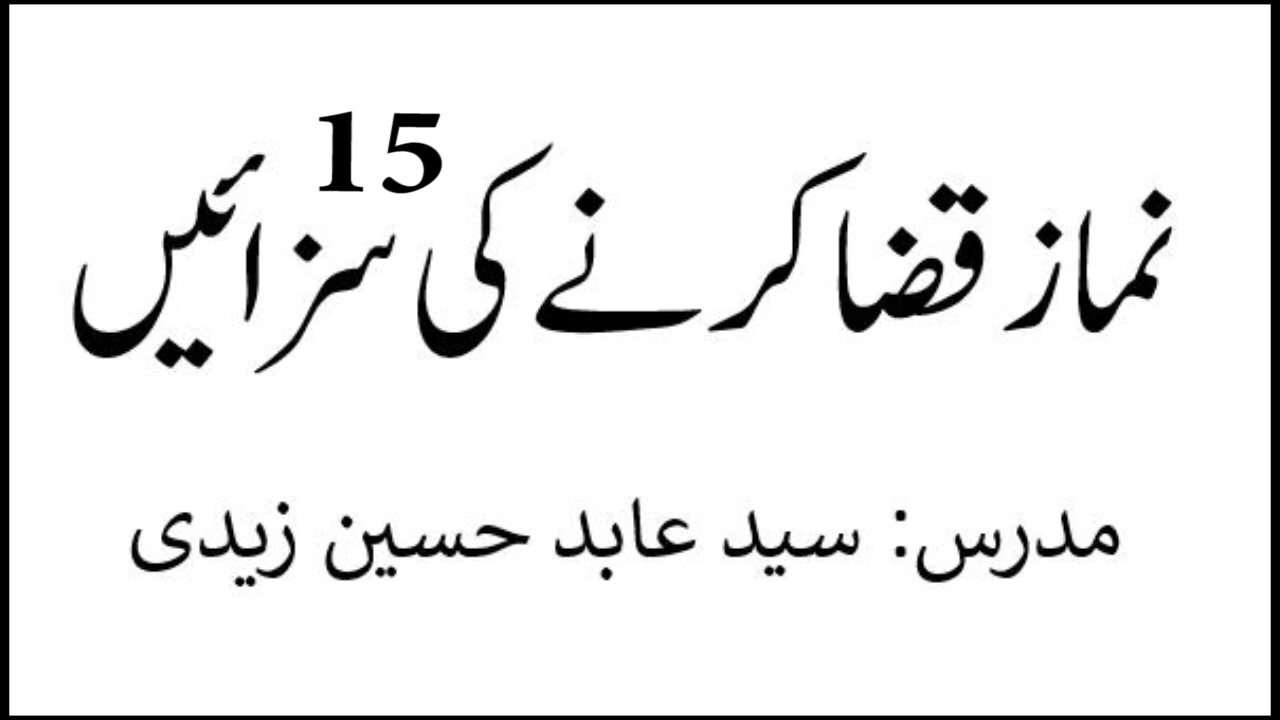 نماز قضا کرنے کی 15 سزائیں
مدرس: سید عابد حسین زیدی